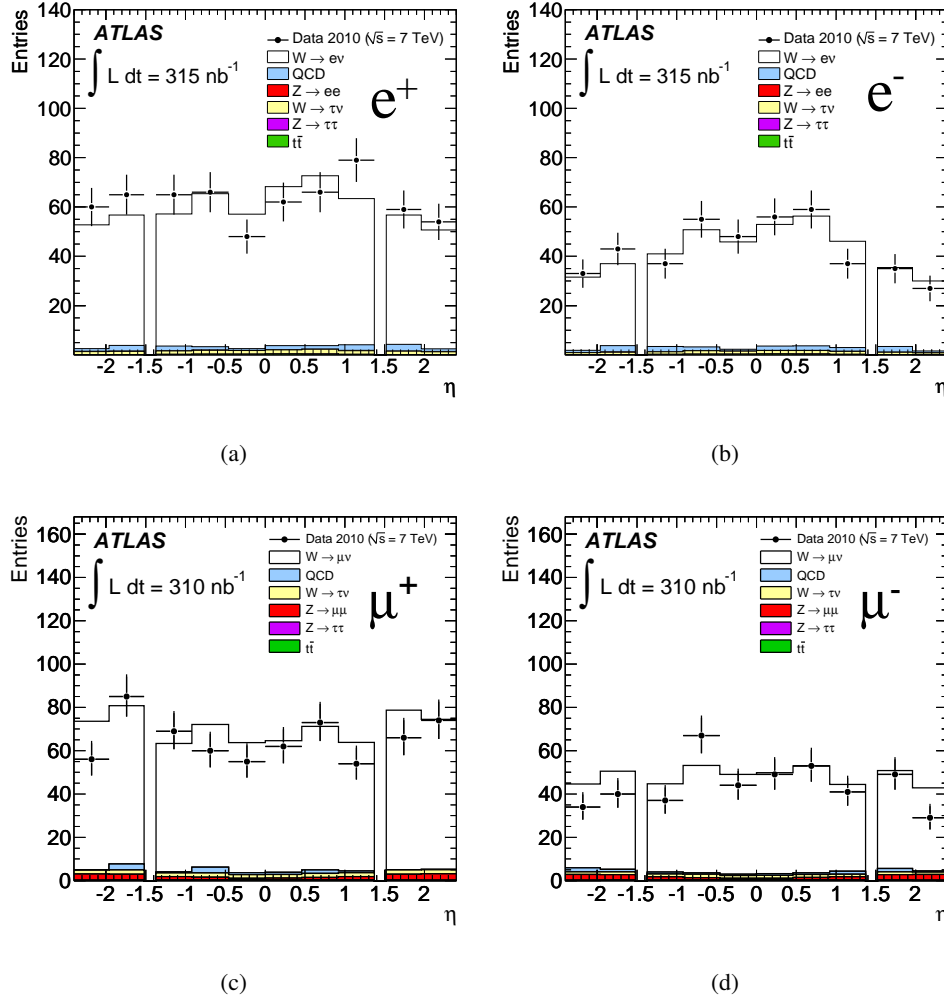 Entries
ATLAS
∫ L dt = 315 nb⁻¹
Data 2010 (√s = 7 TeV)
W → eν
QCD
Z → ee
W → τν
Z → ττ
tt̄
e⁺
140
120
100
80
60
40
20
-2 -1.5 -1 -0.5 0 0.5 1 1.5 2
η
(a)
Entries
ATLAS
∫ L dt = 315 nb⁻¹
Data 2010 (√s = 7 TeV)
W → eν
QCD
Z → ee
W → τν
Z → ττ
tt̄
e⁻
140
120
100
80
60
40
20
-2 -1.5 -1 -0.5 0 0.5 1 1.5 2
η
(b)
Entries
ATLAS
∫ L dt = 310 nb⁻¹
Data 2010 (√s = 7 TeV)
W → μν
QCD
W → τν
Z → μμ
Z → ττ
tt̄
μ⁺
160
140
120
100
80
60
40
20
0
-2 -1.5 -1 -0.5 0 0.5 1 1.5 2
η
(c)
Entries
ATLAS
∫ L dt = 310 nb⁻¹
Data 2010 (√s = 7 TeV)
W → μν
QCD
W → τν
Z → μμ
Z → ττ
tt̄
μ⁻
160
140
120
100
80
60
40
20
0
-2 -1.5 -1 -0.5 0 0.5 1 1.5 2
η
(d)